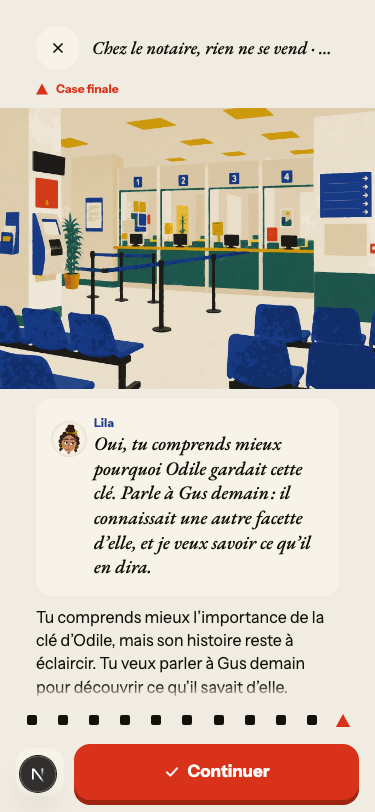 Chez le notaire, rien ne se vend · ...
Case finale
1
2
3
4
Lila
Oui, tu comprends mieux
pourquoi Odile gardait cette
clé. Parle à Gus demain : il
connaissait une autre facette
d’elle, et je veux savoir ce qu’il
en dira.
Tu comprends mieux l’importance de la
clé d’Odile, mais son histoire reste à
éclaircir. Tu veux parler à Gus demain
pour découvrir ce qu’il savait d’elle.
N
Continuer